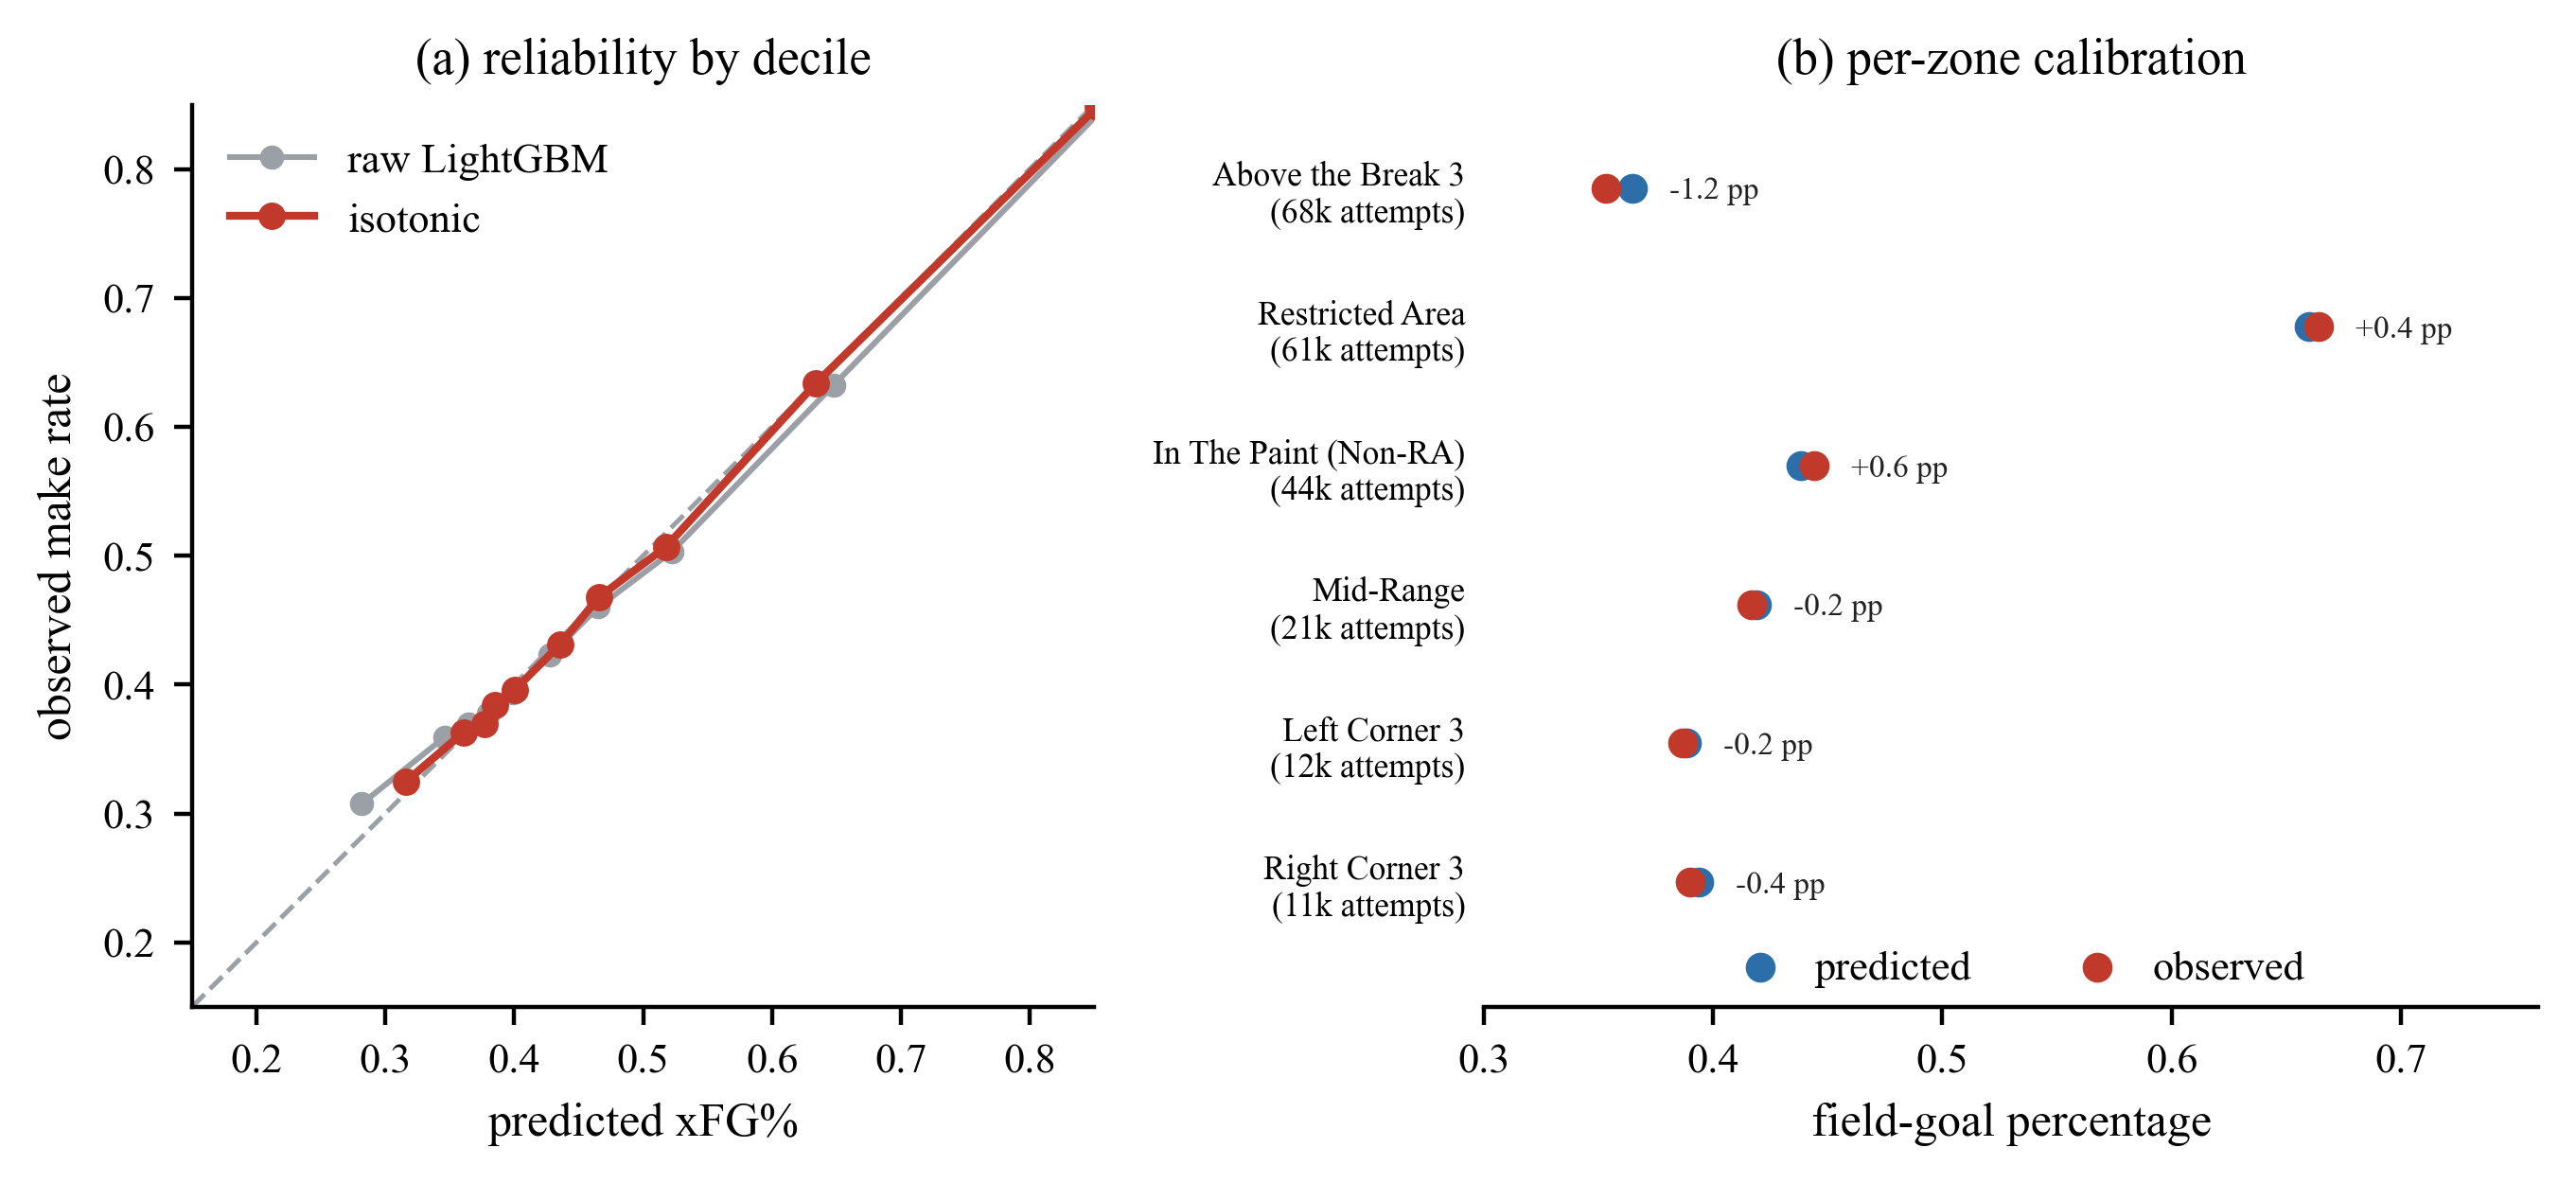 (a) reliability by decile
raw LightGBM
isotonic
observed make rate
0.8
0.7
0.6
0.5
0.4
0.3
0.2
0.2 0.3 0.4 0.5 0.6 0.7 0.8
predicted xFG%
(b) per-zone calibration
Above the Break 3
(68k attempts)
-1.2 pp
Restricted Area
(61k attempts)
+0.4 pp
In The Paint (Non-RA)
(44k attempts)
+0.6 pp
Mid-Range
(21k attempts)
-0.2 pp
Left Corner 3
(12k attempts)
-0.2 pp
Right Corner 3
(11k attempts)
-0.4 pp
predicted observed
0.3 0.4 0.5 0.6 0.7
field-goal percentage